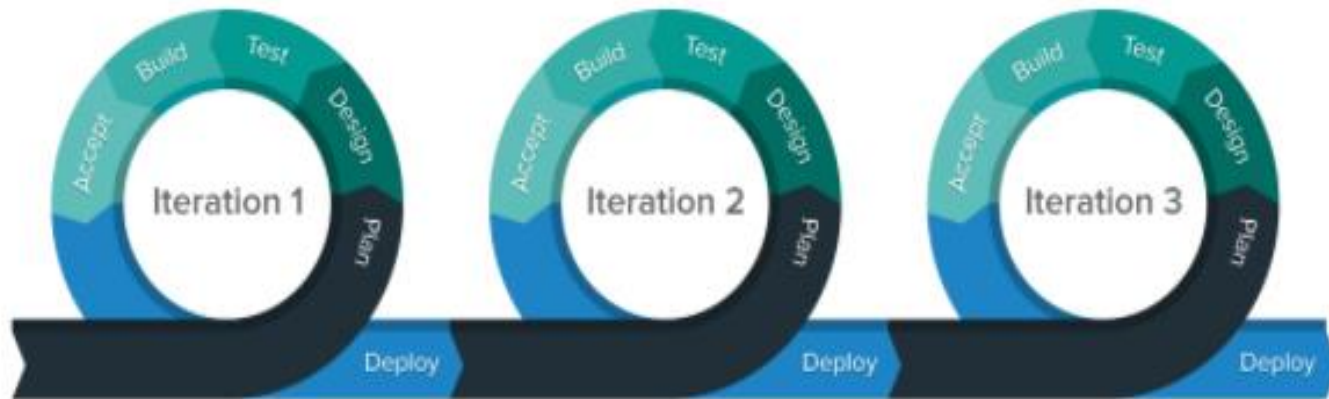 Build
Test
Accept
Design
Iteration 1
Plan
Deploy
Build
Test
Accept
Design
Iteration 2
Plan
Deploy
Build
Test
Accept
Design
Iteration 3
Plan
Deploy